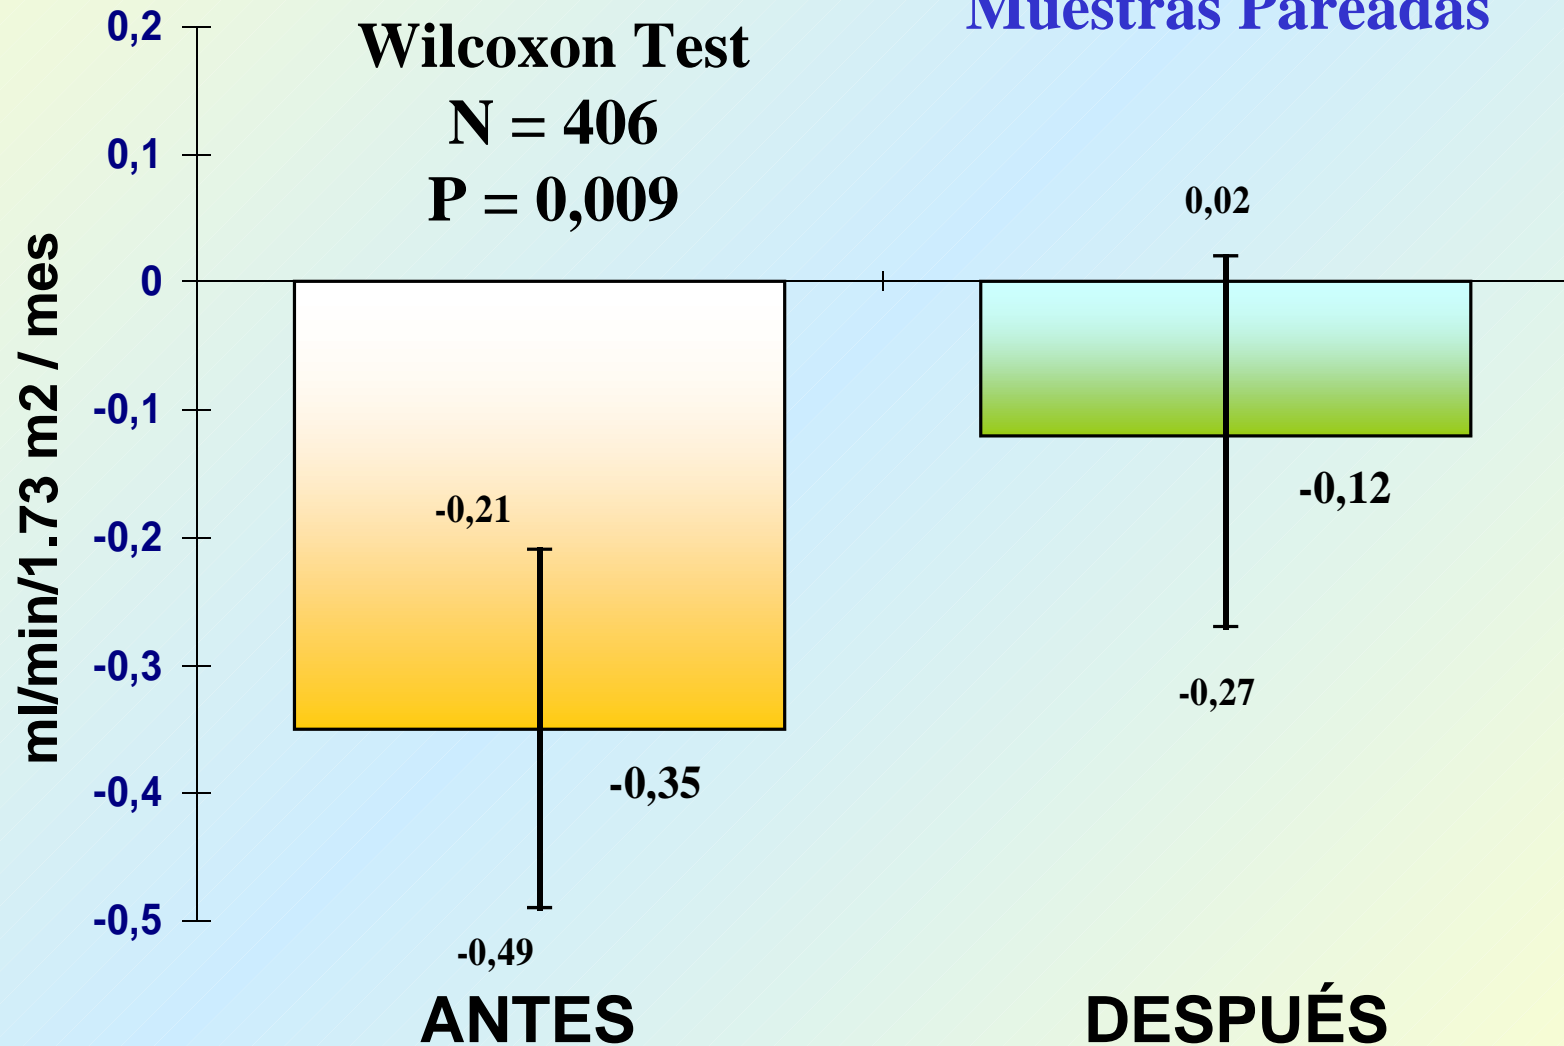 Muestras Pareadas
Wilcoxon Test
N = 406
P = 0,009
ml/min/1.73 m2 / mes
0,2
0,1
0
-0,1
-0,2
-0,3
-0,4
-0,5
-0,21
-0,35
-0,49
0,02
-0,12
-0,27
ANTES
DESPUÉS